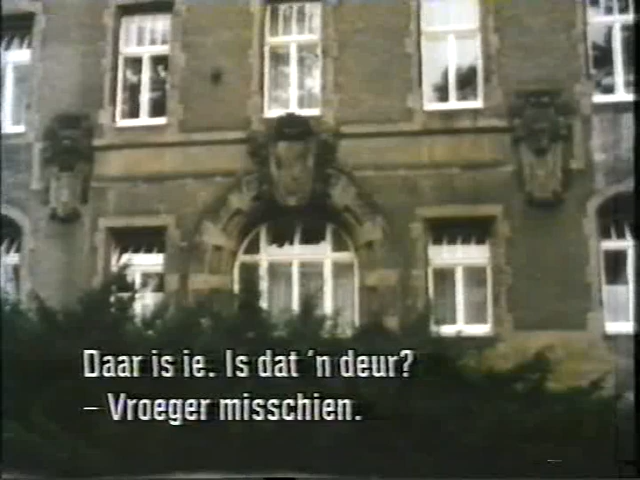 Daar is ie. Is dat 'n deur?
– Vroeger misschien.